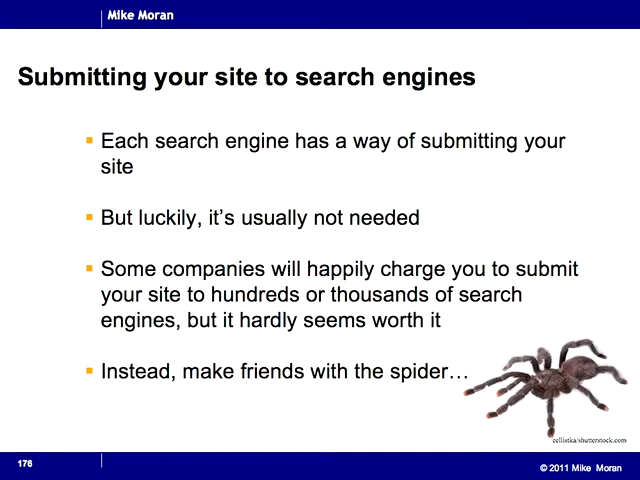 Mike Moran
Submitting your site to search engines
Each search engine has a way of submitting your
site
But luckily, it's usually not needed
Some companies will happily charge you to submit
your site to hundreds or thousands of search
engines, but it hardly seems worth it
Instead, make friends with the spider…
cellistka/shutterstock.com
176
© 2011 Mike Moran